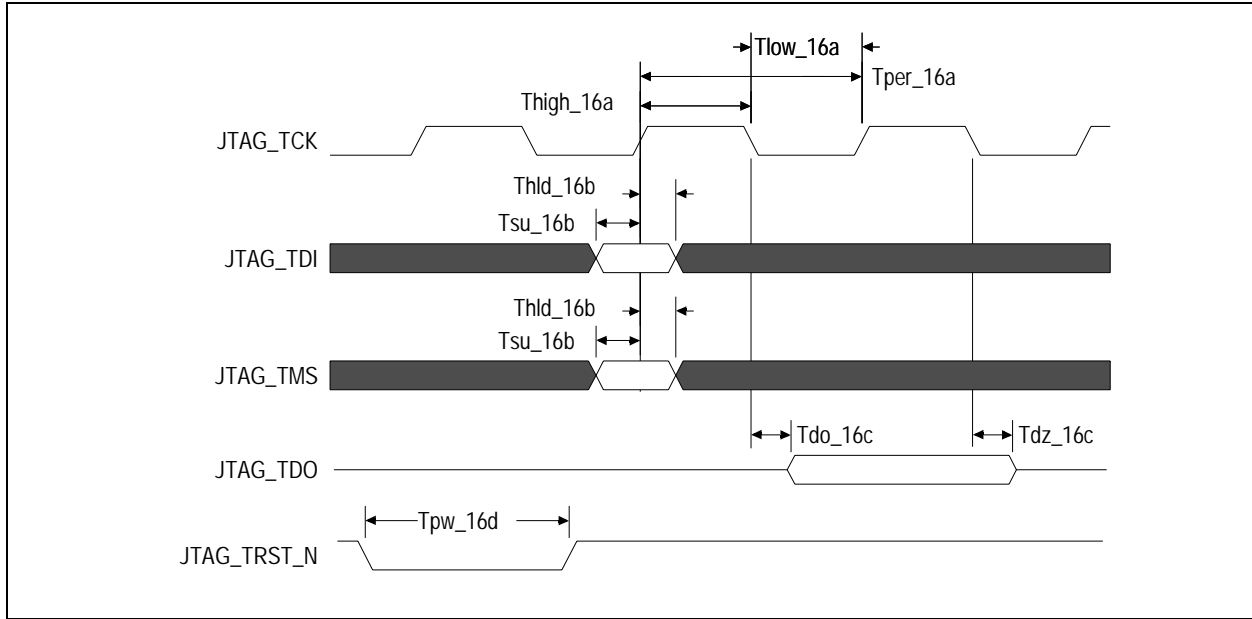 Tlow_16a
Tper_16a
Thigh_16a
JTAG_TCK
Thld_16b
Tsu_16b
JTAG_TDI
Thld_16b
Tsu_16b
JTAG_TMS
Tdo_16c
Tdz_16c
JTAG_TDO
Tpw_16d
JTAG_TRST_N